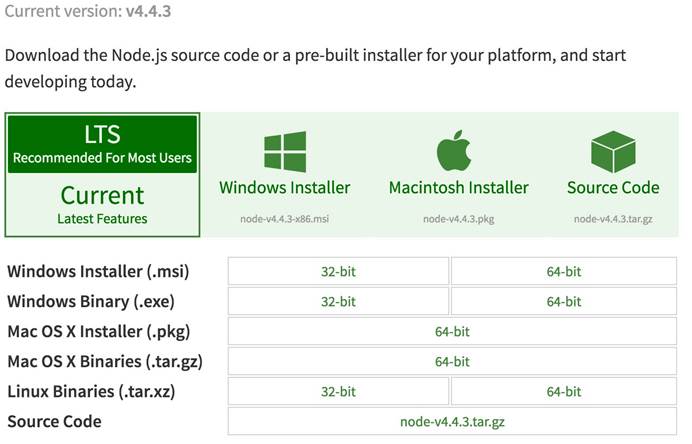 Current version: v4.4.3
Download the Node.js source code or a pre-built installer for your platform, and start
developing today.
LTS
Recommended For Most Users
Current
Latest Features
Windows Installer
node-v4.4.3-x86.msi
Macintosh Installer
node-v4.4.3.pkg
Source Code
node-v4.4.3.tar.gz
Windows Installer (.msi) 32-bit 64-bit
Windows Binary (.exe) 32-bit 64-bit
Mac OS X Installer (.pkg) 64-bit
Mac OS X Binaries (.tar.gz) 64-bit
Linux Binaries (.tar.xz) 32-bit 64-bit
Source Code node-v4.4.3.tar.gz